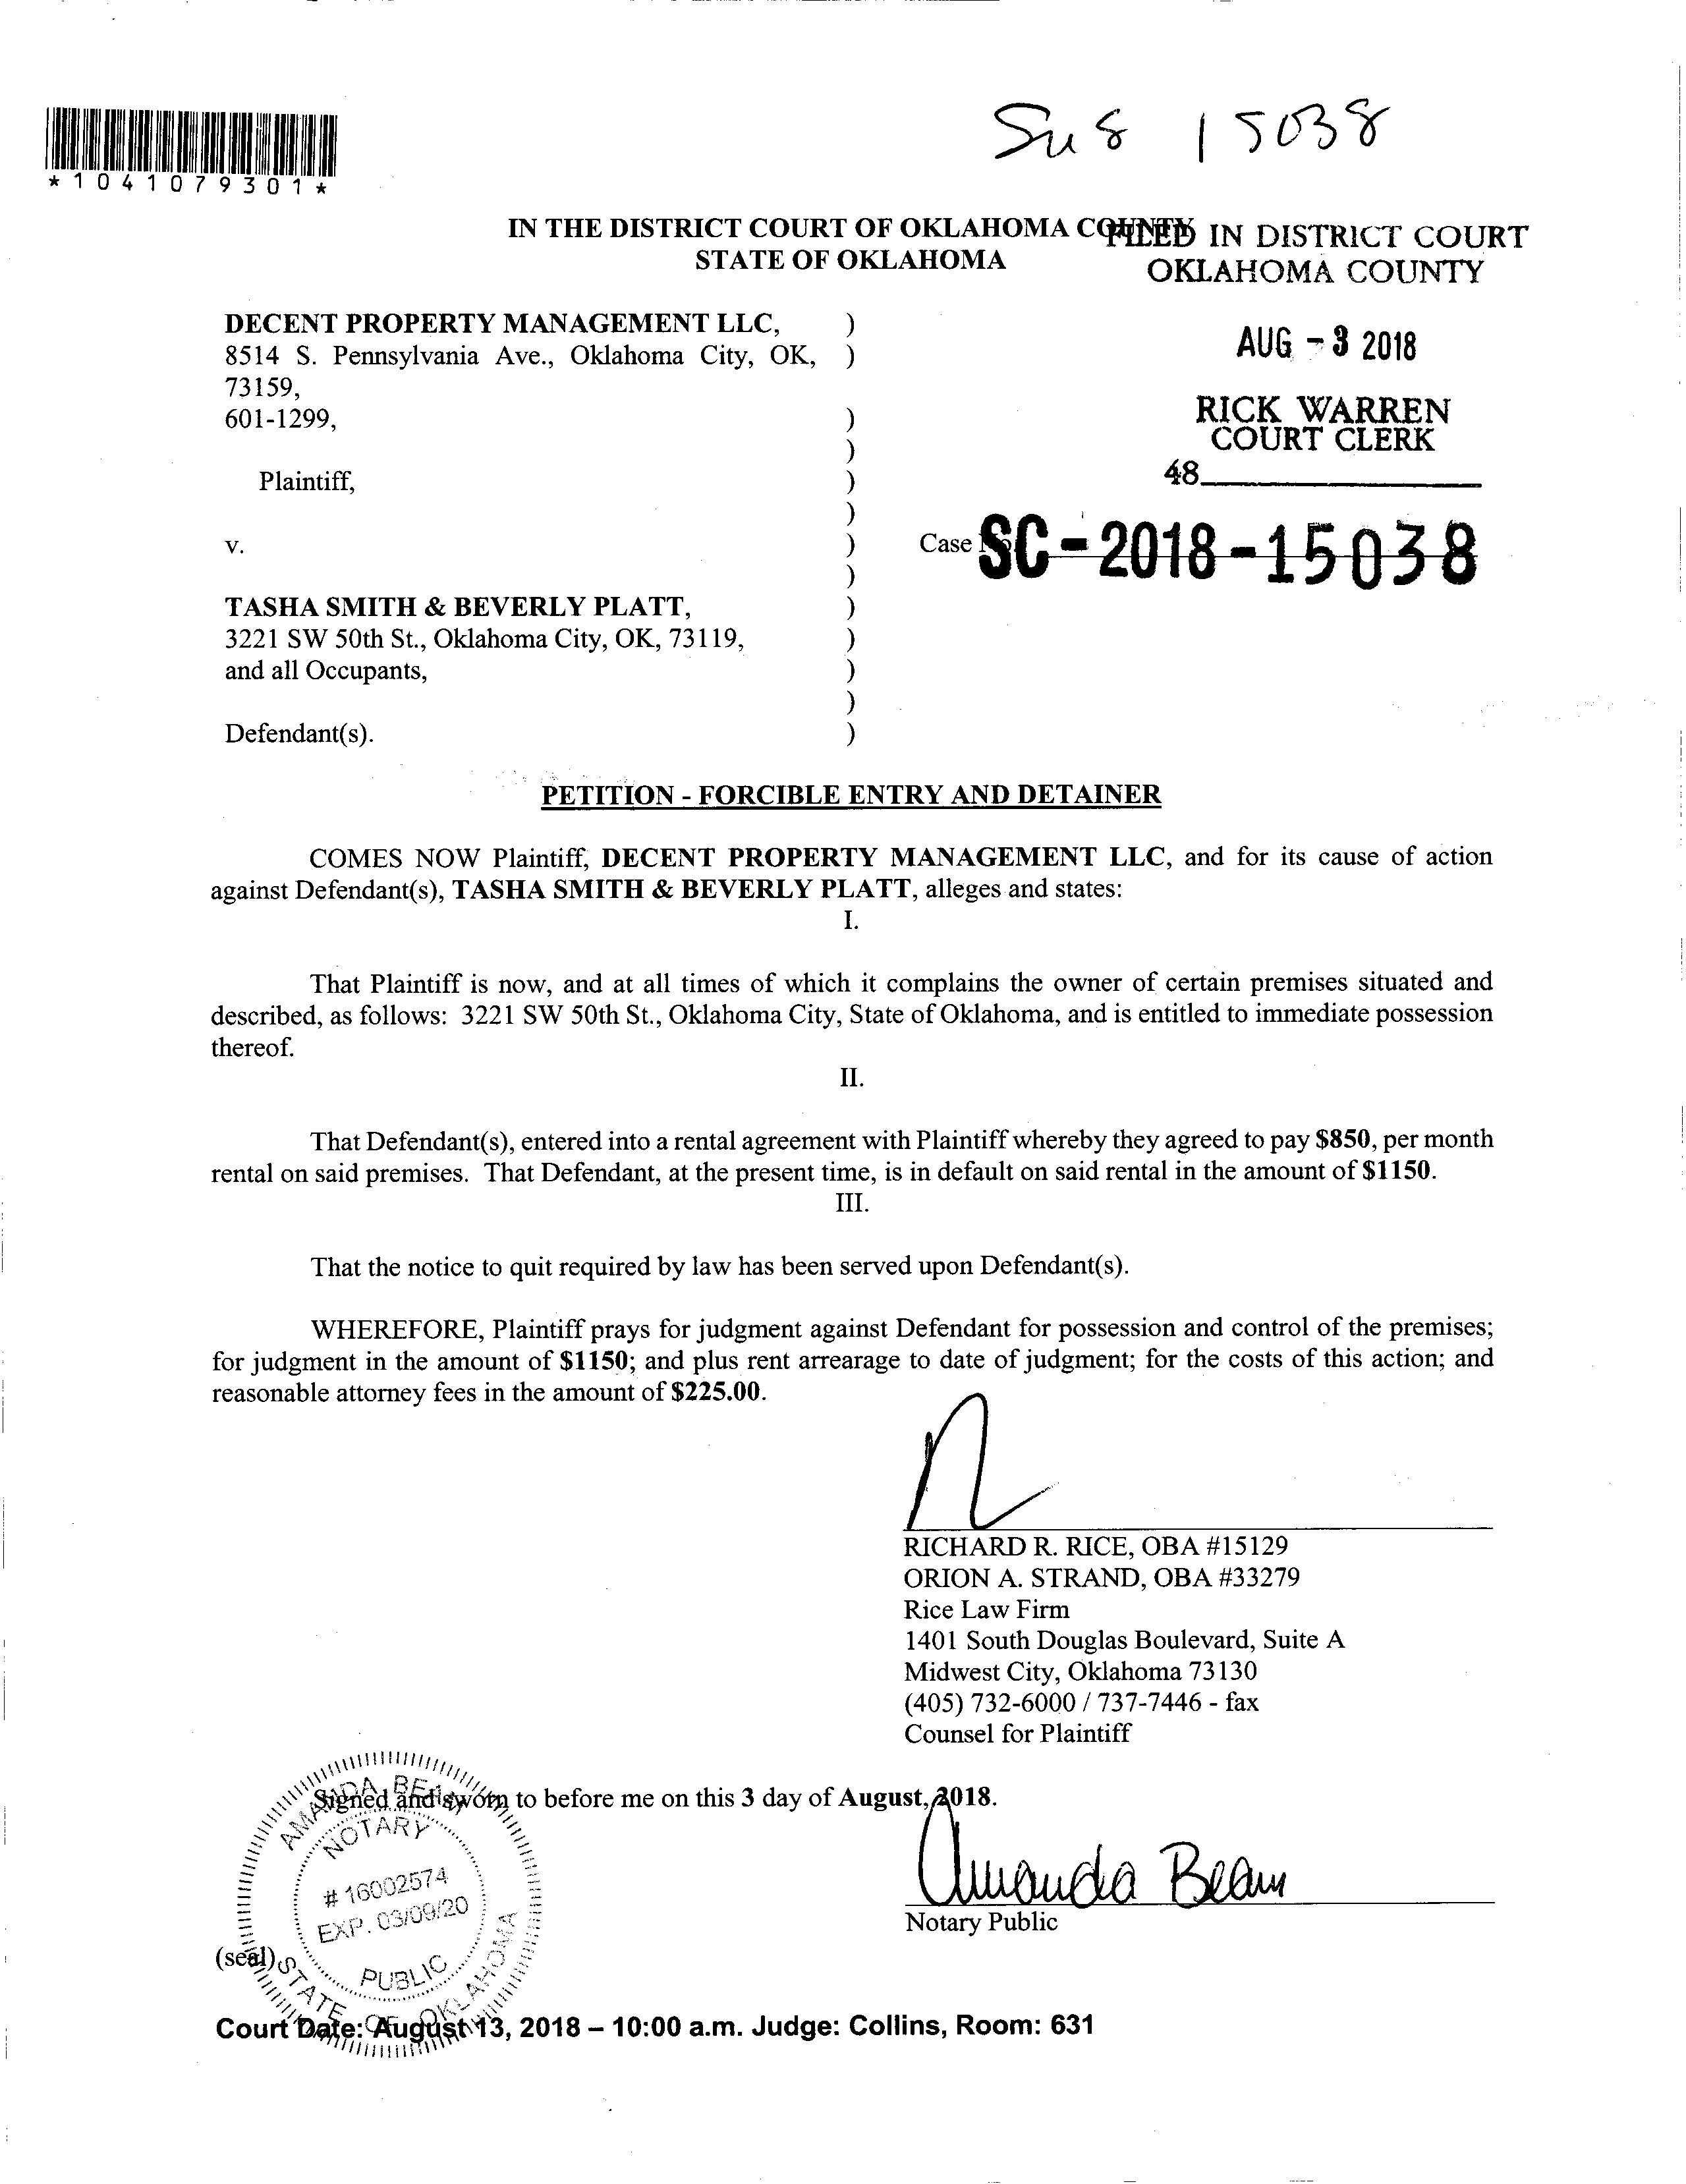 Su 8 15038
*1041079301*
IN THE DISTRICT COURT OF OKLAHOMA COUNTY
STATE OF OKLAHOMA
FILED IN DISTRICT COURT
OKLAHOMA COUNTY
AUG - 3 2018
RICK WARREN
COURT CLERK
48
DECENT PROPERTY MANAGEMENT LLC, )
8514 S. Pennsylvania Ave., Oklahoma City, OK, )
73159,
601-1299, )
)
Plaintiff, )
)
v. )
Case No SC-2018-15038
)
TASHA SMITH & BEVERLY PLATT, )
3221 SW 50th St., Oklahoma City, OK, 73119, )
and all Occupants, )
)
Defendant(s). )
PETITION - FORCIBLE ENTRY AND DETAINER
COMES NOW Plaintiff, DECENT PROPERTY MANAGEMENT LLC, and for its cause of action
against Defendant(s), TASHA SMITH & BEVERLY PLATT, alleges and states:
I.
That Plaintiff is now, and at all times of which it complains the owner of certain premises situated and
described, as follows: 3221 SW 50th St., Oklahoma City, State of Oklahoma, and is entitled to immediate possession
thereof.
II.
That Defendant(s), entered into a rental agreement with Plaintiff whereby they agreed to pay $850, per month
rental on said premises. That Defendant, at the present time, is in default on said rental in the amount of $1150.
III.
That the notice to quit required by law has been served upon Defendant(s).
WHEREFORE, Plaintiff prays for judgment against Defendant for possession and control of the premises;
for judgment in the amount of $1150; and plus rent arrearage to date of judgment; for the costs of this action; and
reasonable attorney fees in the amount of $225.00.
RICHARD R. RICE, OBA #15129
ORION A. STRAND, OBA #33279
Rice Law Firm
1401 South Douglas Boulevard, Suite A
Midwest City, Oklahoma 73130
(405) 732-6000 / 737-7446 - fax
Counsel for Plaintiff
Signed and sworn to before me on this 3 day of August, 2018.
Amanda Beam
Notary Public
AMANDA BEAM
NOTARY
# 16002574
EXP. 03/09/20
PUBLIC
STATE OF OKLAHOMA
(seal)
Court Date: August 13, 2018 – 10:00 a.m. Judge: Collins, Room: 631